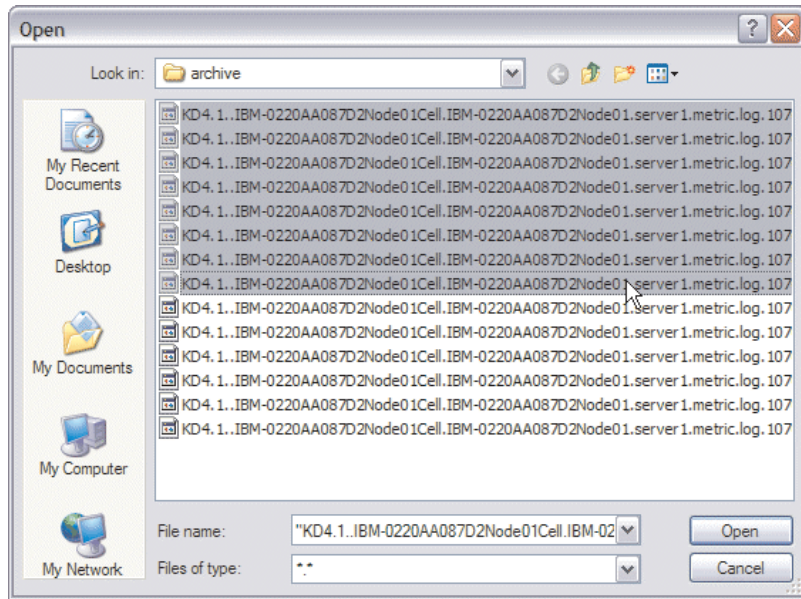 Open
Look in:
archive
My Recent
Documents
Desktop
My Documents
My Computer
My Network
KD4.1..IBM-0220AA087D2Node01Cell.IBM-0220AA087D2Node01.server1.metric.log.107
KD4.1..IBM-0220AA087D2Node01Cell.IBM-0220AA087D2Node01.server1.metric.log.107
KD4.1..IBM-0220AA087D2Node01Cell.IBM-0220AA087D2Node01.server1.metric.log.107
KD4.1..IBM-0220AA087D2Node01Cell.IBM-0220AA087D2Node01.server1.metric.log.107
KD4.1..IBM-0220AA087D2Node01Cell.IBM-0220AA087D2Node01.server1.metric.log.107
KD4.1..IBM-0220AA087D2Node01Cell.IBM-0220AA087D2Node01.server1.metric.log.107
KD4.1..IBM-0220AA087D2Node01Cell.IBM-0220AA087D2Node01.server1.metric.log.107
KD4.1..IBM-0220AA087D2Node01Cell.IBM-0220AA087D2Node01.server1.metric.log.107
KD4.1..IBM-0220AA087D2Node01Cell.IBM-0220AA087D2Node01.server1.metric.log.107
KD4.1..IBM-0220AA087D2Node01Cell.IBM-0220AA087D2Node01.server1.metric.log.107
KD4.1..IBM-0220AA087D2Node01Cell.IBM-0220AA087D2Node01.server1.metric.log.107
KD4.1..IBM-0220AA087D2Node01Cell.IBM-0220AA087D2Node01.server1.metric.log.107
KD4.1..IBM-0220AA087D2Node01Cell.IBM-0220AA087D2Node01.server1.metric.log.107
KD4.1..IBM-0220AA087D2Node01Cell.IBM-0220AA087D2Node01.server1.metric.log.107
File name:
"KD4.1..IBM-0220AA087D2Node01Cell.IBM-02
Open
Files of type:
*.*
Cancel